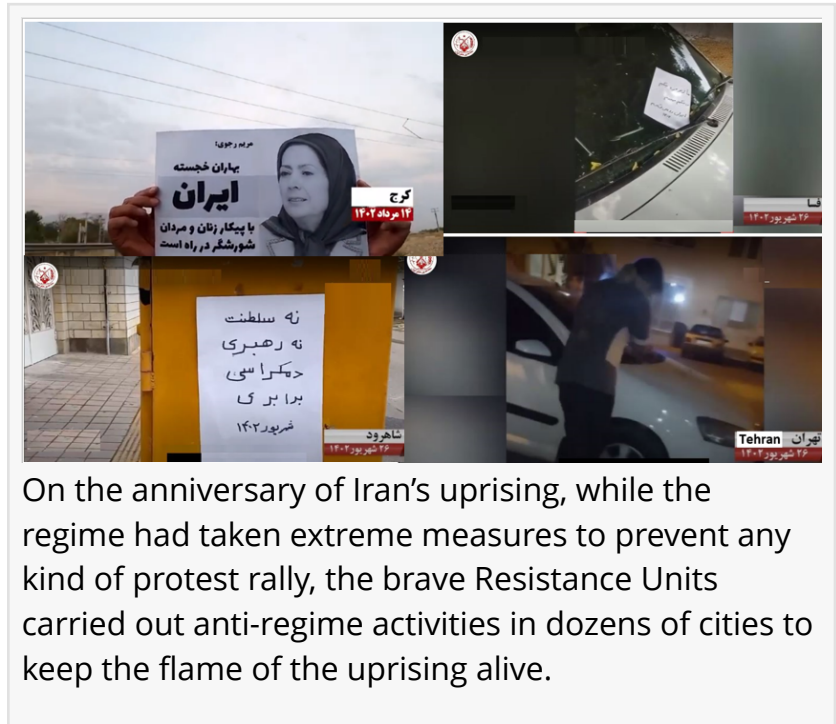 مریم رجوی:
بهاران خجسته
ایران
با پیکار زنان و مردان
شورشگر در راه است
کرج
۱۴ مرداد ۱۴۰۲
فسا
۲۶ شهریور ۱۴۰۲
نه سلطنت
نه رهبری
دمکراسی
برابری
شهریور ۱۴۰۲
شاهرود
۲۶ شهریور ۱۴۰۲
Tehran تهران
۲۶ شهریور ۱۴۰۲
On the anniversary of Iran’s uprising, while the
regime had taken extreme measures to prevent any
kind of protest rally, the brave Resistance Units
carried out anti-regime activities in dozens of cities to
keep the flame of the uprising alive.